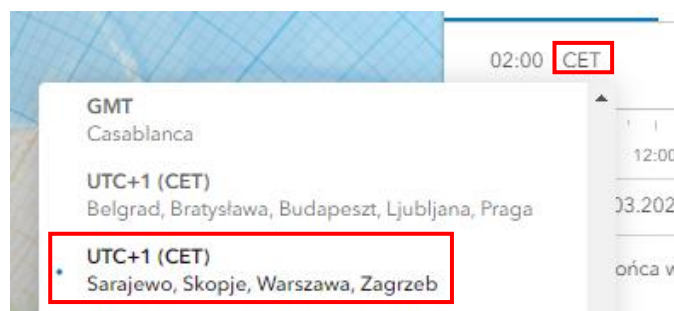 02:00 CET
GMT
Casablanca
12:00
UTC+1 (CET)
Belgrad, Bratysława, Budapeszt, Ljubljana, Praga
03.202
UTC+1 (CET)
Sarajewo, Skopje, Warszawa, Zagrzeb
ońca w